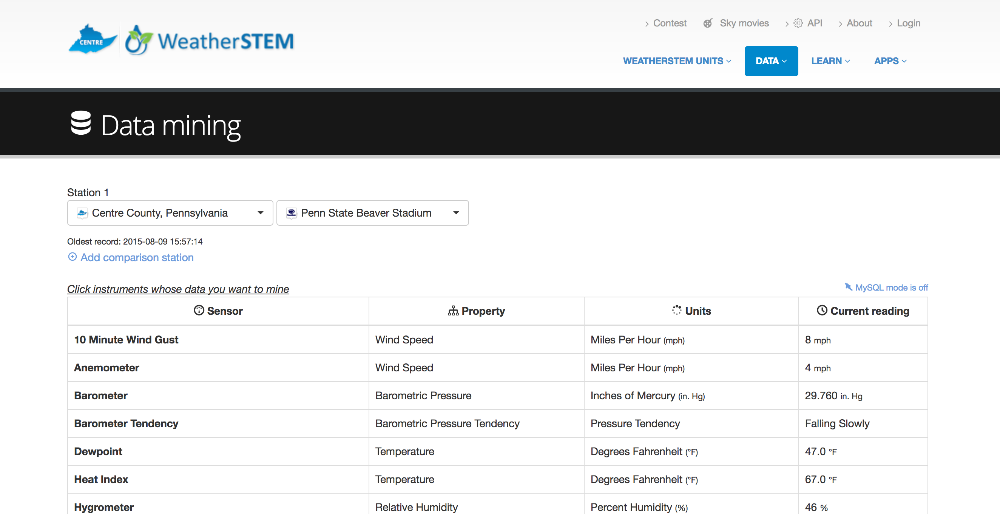 Contest Sky movies API About Login
CENTRE WeatherSTEM
WEATHERSTEM UNITS DATA LEARN APPS
Data mining
Station 1
Centre County, Pennsylvania Penn State Beaver Stadium
Oldest record: 2015-08-09 15:57:14
Add comparison station
Click instruments whose data you want to mine MySQL mode is off
Sensor Property Units Current reading
10 Minute Wind Gust Wind Speed Miles Per Hour (mph) 8 mph
Anemometer Wind Speed Miles Per Hour (mph) 4 mph
Barometer Barometric Pressure Inches of Mercury (in. Hg) 29.760 in. Hg
Barometer Tendency Barometric Pressure Tendency Pressure Tendency Falling Slowly
Dewpoint Temperature Degrees Fahrenheit (°F) 47.0 °F
Heat Index Temperature Degrees Fahrenheit (°F) 67.0 °F
Hygrometer Relative Humidity Percent Humidity (%) 46 %